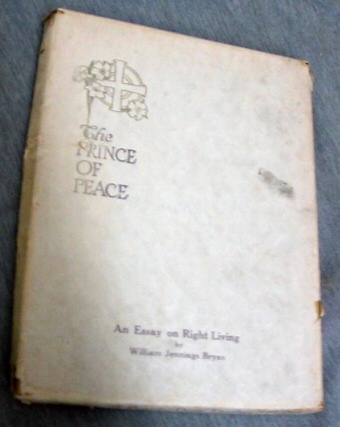 The
PRINCE
OF
PEACE
An Essay on Right Living
by
William Jennings Bryan